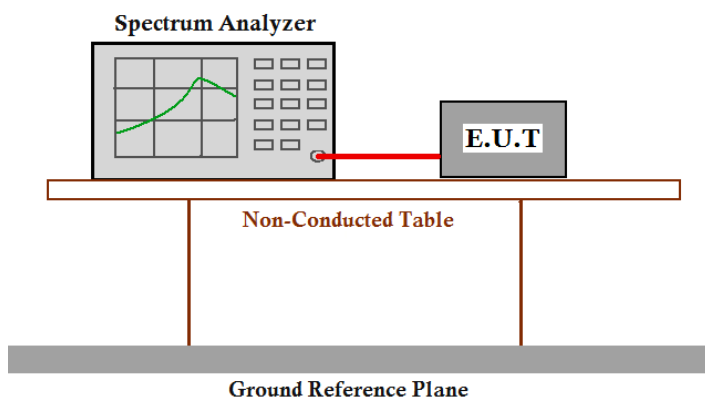 Spectrum Analyzer
E.U.T
Non-Conducted Table
Ground Reference Plane